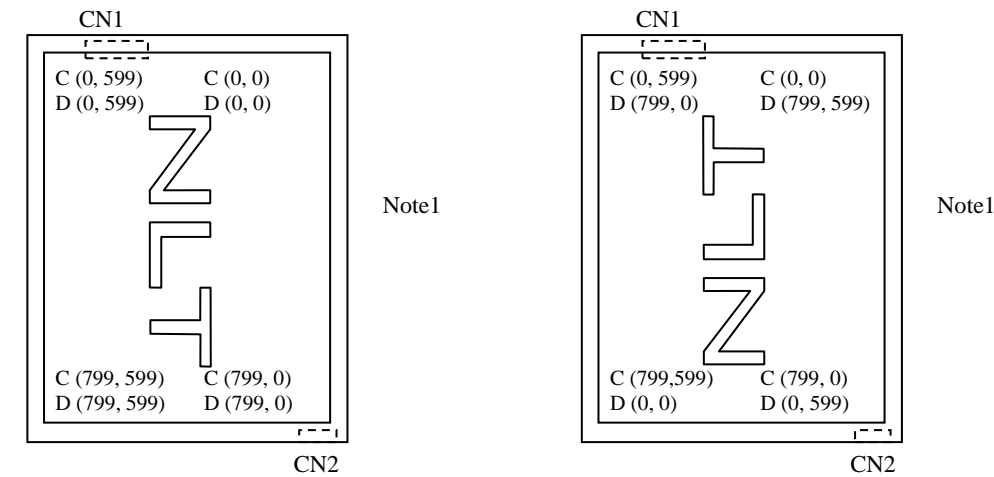 CN1
C (0, 599) C (0, 0)
D (0, 599) D (0, 0)
NLT
C (799, 599) C (799, 0)
D (799, 599) D (799, 0)
CN2
Note1
CN1
C (0, 599) C (0, 0)
D (799, 0) D (799, 599)
NLT
C (799,599) C (799, 0)
D (0, 0) D (0, 599)
CN2
Note1